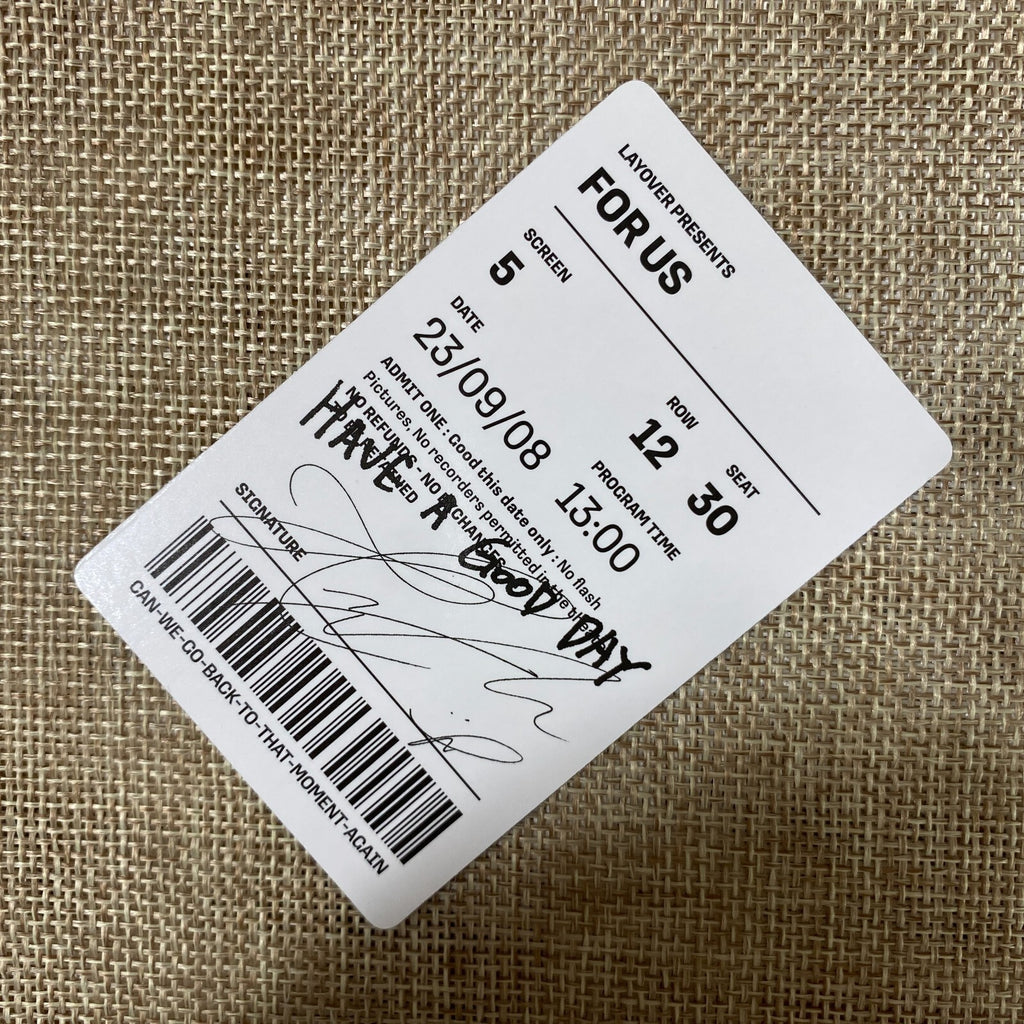 LAYOVER PRESENTS
FOR US
SCREEN ROW SEAT
5 12 30
DATE PROGRAM TIME
23/09/08 13:00
ADMIT ONE : Good this date only : No flash
Pictures, No recorders permitted in the
NO REFUNDS - NO
HAVE A GOOD DAY
SIGNATURE
CAN-WE-GO-BACK-TO-THAT-MOMENT-AGAIN